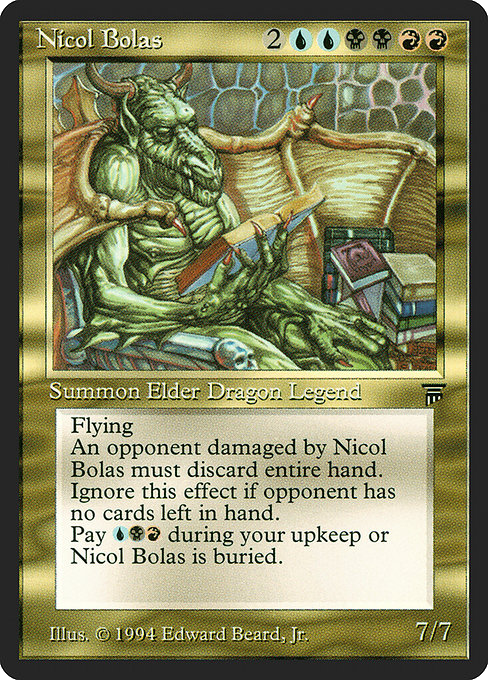 Nicol Bolas 2
Summon Elder Dragon Legend
Flying
An opponent damaged by Nicol
Bolas must discard entire hand.
Ignore this effect if opponent has
no cards left in hand.
Pay during your upkeep or
Nicol Bolas is buried.
Illus. © 1994 Edward Beard, Jr. 7/7